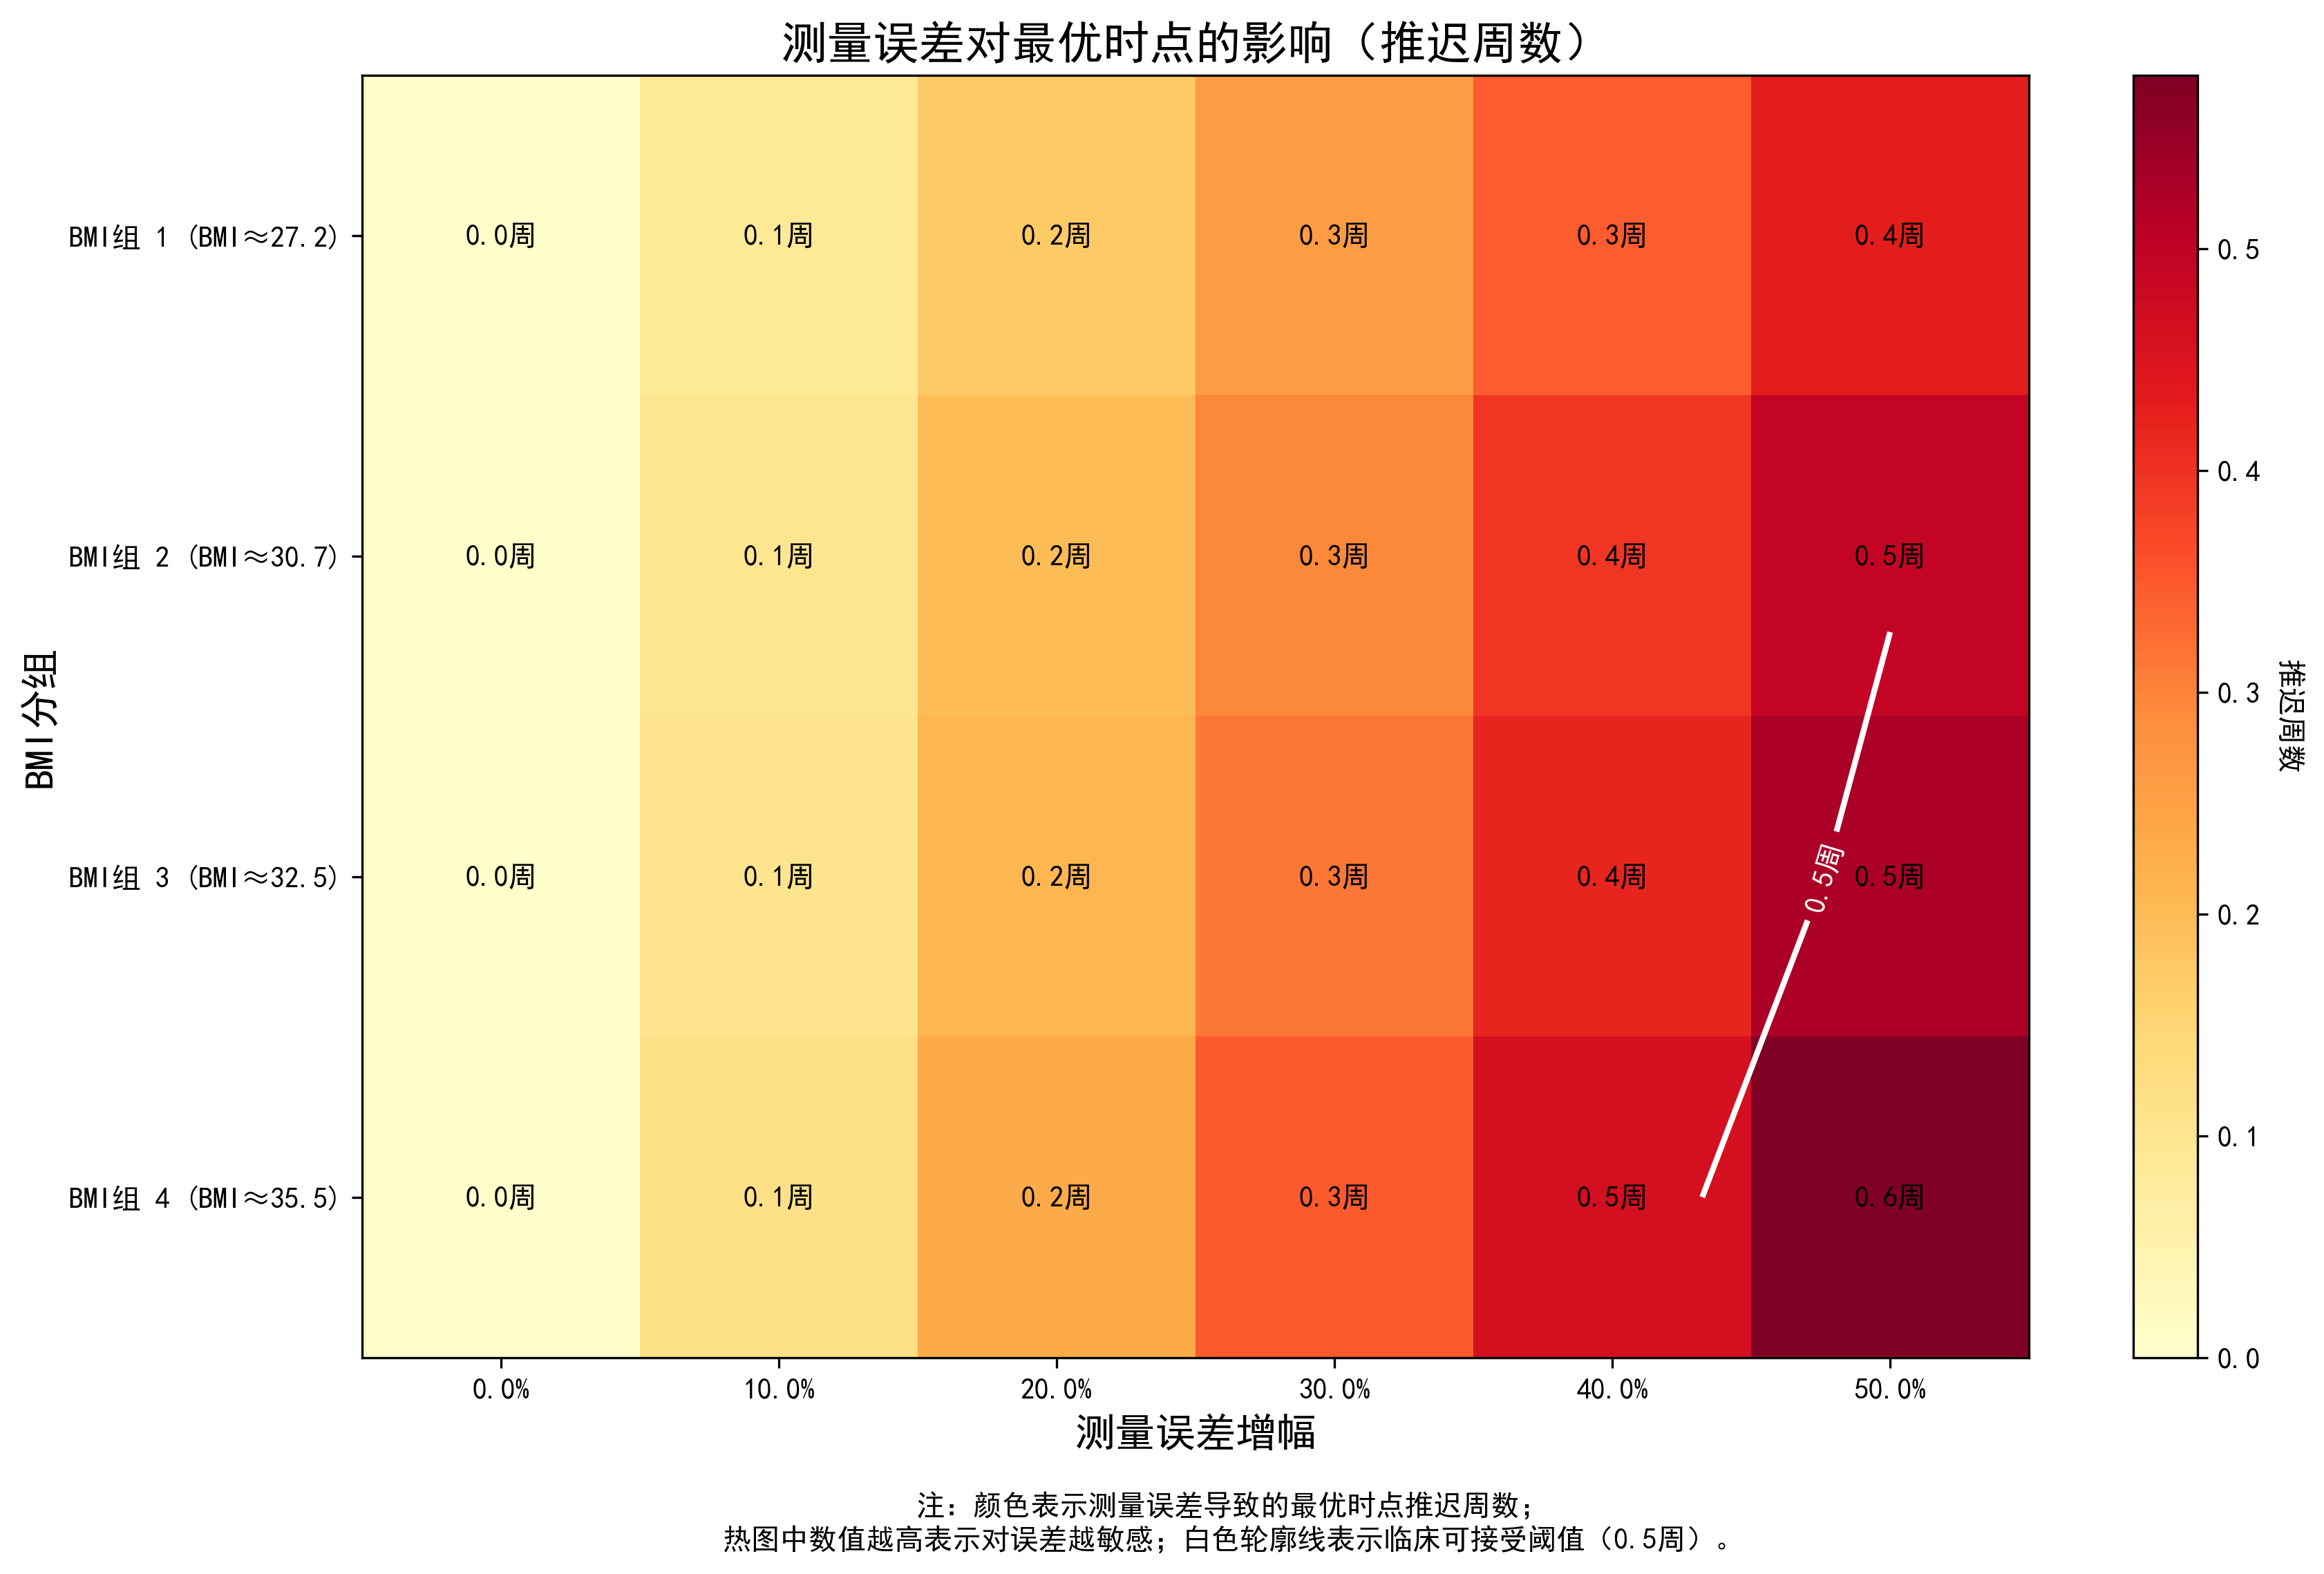 测量误差对最优时点的影响（推迟周数）
BMI组 1 (BMI≈27.2)
0.0周 0.1周 0.2周 0.3周 0.3周 0.4周
BMI组 2 (BMI≈30.7)
0.0周 0.1周 0.2周 0.3周 0.4周 0.5周
BMI组 3 (BMI≈32.5)
0.0周 0.1周 0.2周 0.3周 0.4周 0.5周
0.5周
BMI组 4 (BMI≈35.5)
0.0周 0.1周 0.2周 0.3周 0.5周 0.6周
BMI分组
0.0% 10.0% 20.0% 30.0% 40.0% 50.0%
测量误差增幅
0.5
0.4
0.3
0.2
0.1
0.0
推迟周数
注：颜色表示测量误差导致的最优时点推迟周数；
热图中数值越高表示对误差越敏感；白色轮廓线表示临床可接受阈值（0.5周）。